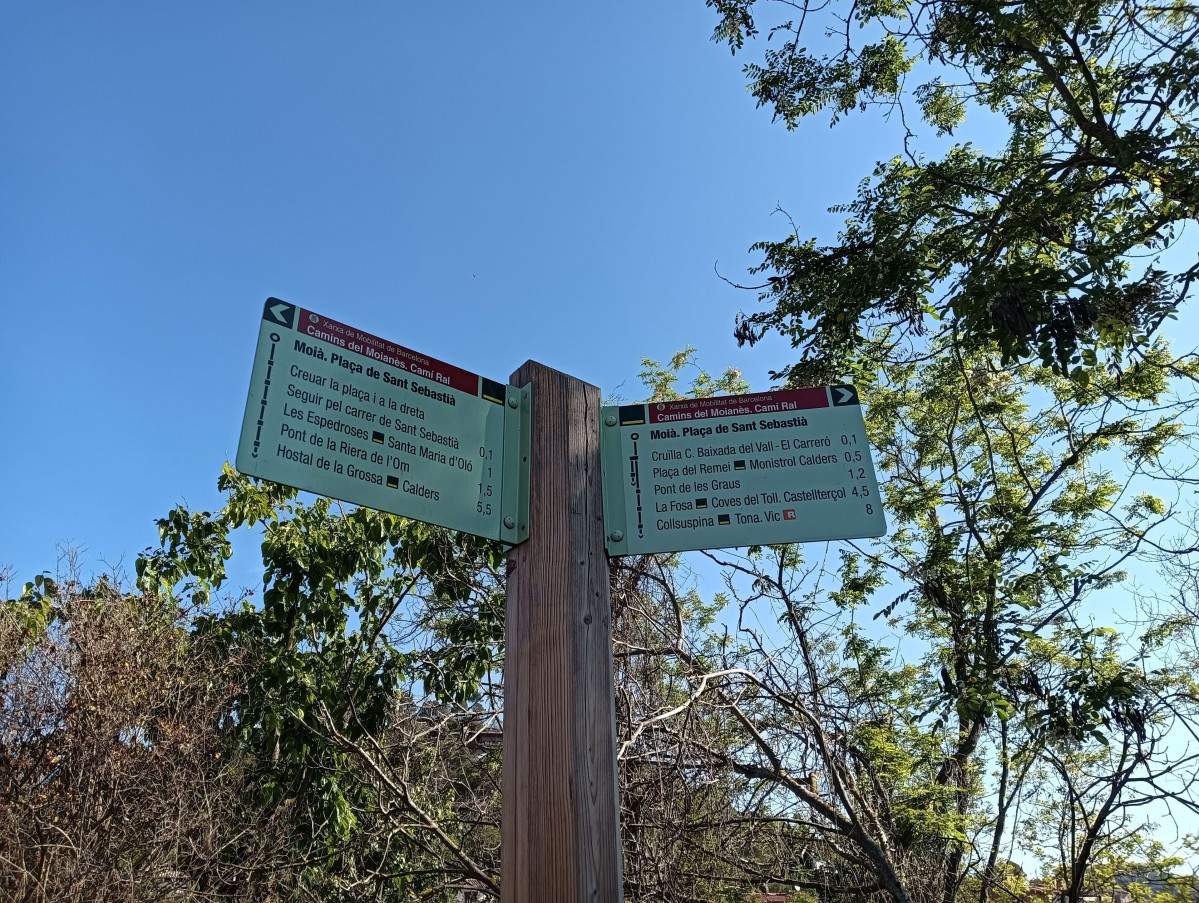 Xarxa de Mobilitat de Barcelona
Camins del Moianès. Camí Ral
Moià. Plaça de Sant Sebastià
Creuar la plaça i a la dreta
Seguir pel carrer de Sant Sebastià 0,1
Les Espedroses Santa Maria d'Oló 1
Pont de la Riera de l'Om 1,5
Hostal de la Grossa Calders 5,5
Xarxa de Mobilitat de Barcelona
Camins del Moianès. Camí Ral
Moià. Plaça de Sant Sebastià
Cruïlla C. Baixada del Vall - El Carreró 0,1
Plaça del Remei Monistrol Calders 0,5
Pont de les Graus 1,2
La Fosa Coves del Toll. Castellterçol 4,5
Collsuspina Tona. Vic R 8